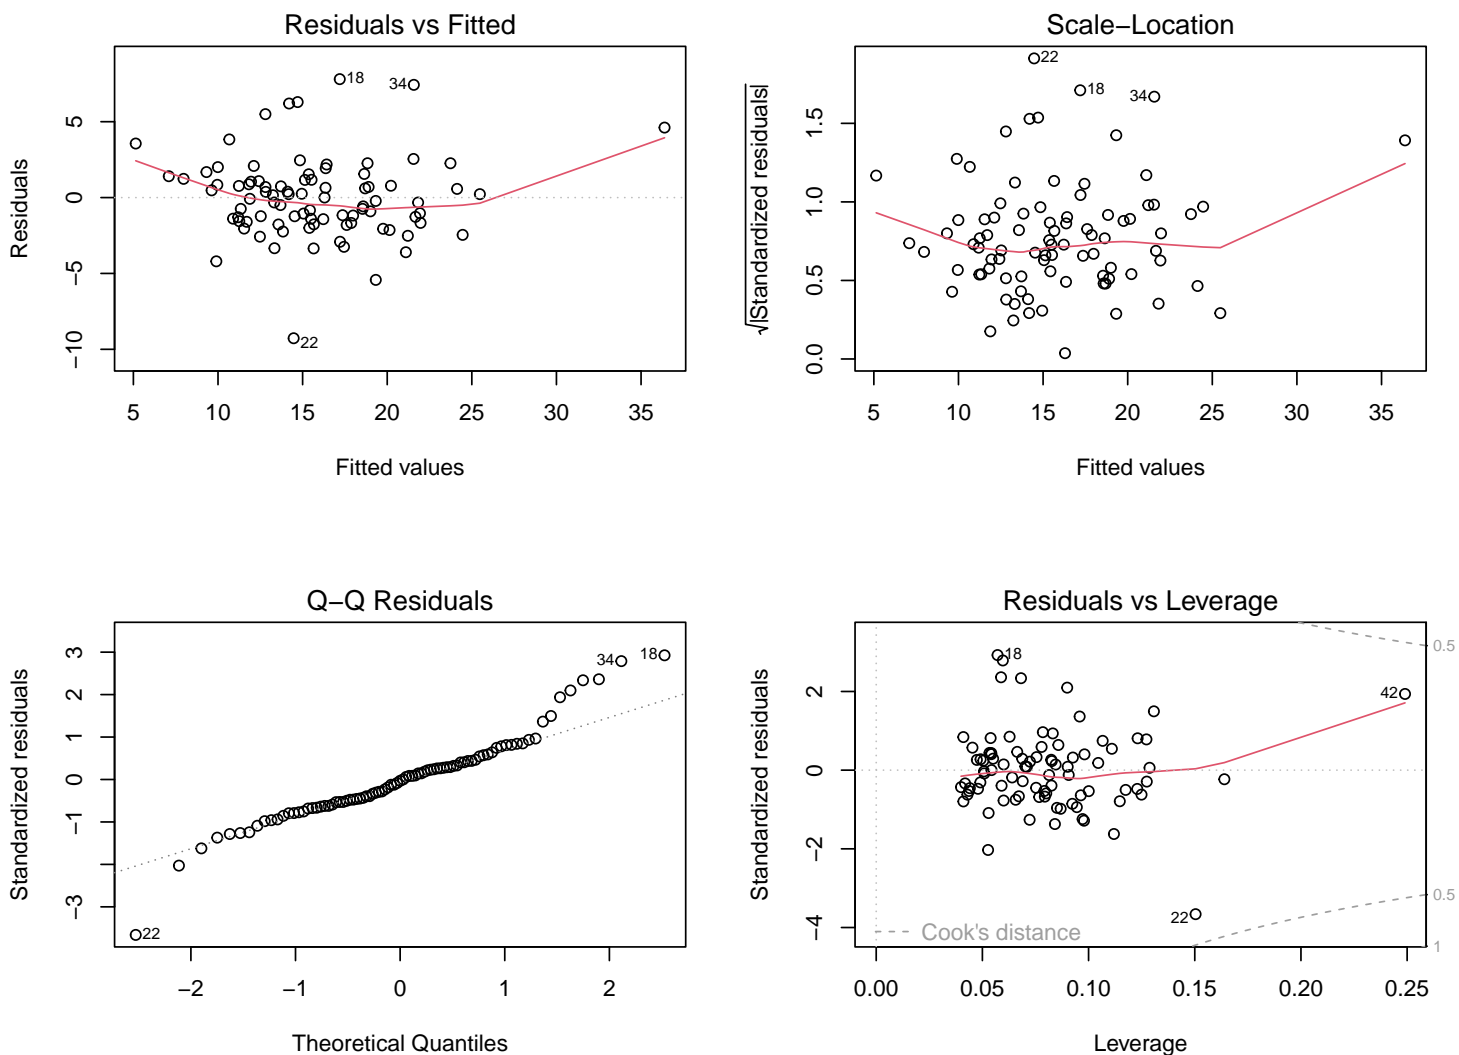 Residuals vs Fitted
Residuals
5
0
−5
−10
18
34
22
5 10 15 20 25 30 35
Fitted values
Scale−Location
√|Standardized residuals|
1.5
1.0
0.5
0.0
22
18
34
5 10 15 20 25 30 35
Fitted values
Q−Q Residuals
Standardized residuals
3
2
1
0
−1
−3
34
18
22
−2 −1 0 1 2
Theoretical Quantiles
Residuals vs Leverage
Standardized residuals
2
0
−2
−4
18
42
22
0.5
0.5
1
Cook's distance
0.00 0.05 0.10 0.15 0.20 0.25
Leverage